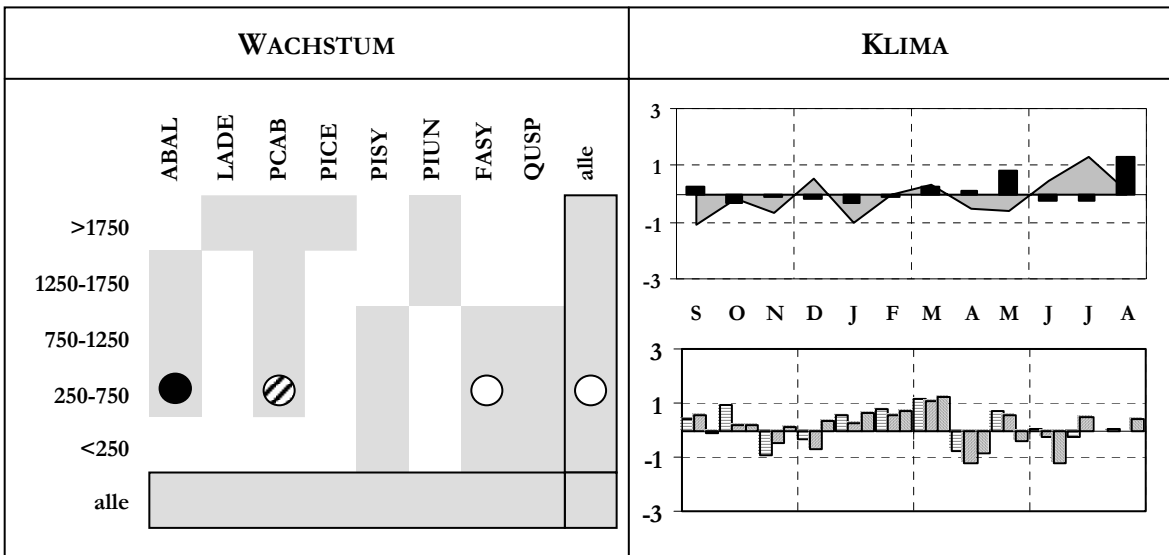 WACHSTUM
KLIMA
ABAL LADE PCAB PICE PISY PIUN FASY QUSP alle
>1750
1250-1750
750-1250
250-750
<250
alle
3
1
-1
-3
S O N D J F M A M J J A
3
1
-1
-3